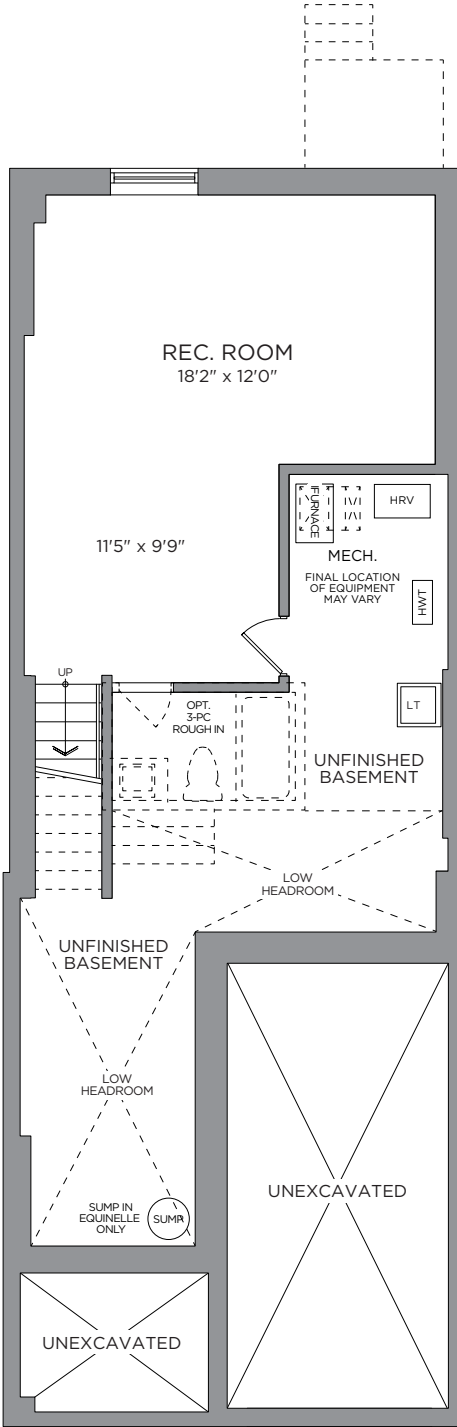 REC. ROOM
18'2" x 12'0"
11'5" x 9'9"
FURNACE
HRV
MECH.
FINAL LOCATION
OF EQUIPMENT
MAY VARY
HWT
UP
OPT.
3-PC
ROUGH IN
LT
UNFINISHED
BASEMENT
LOW
HEADROOM
UNFINISHED
BASEMENT
LOW
HEADROOM
SUMP IN
EQUINELLE
ONLY
SUMP
UNEXCAVATED
UNEXCAVATED